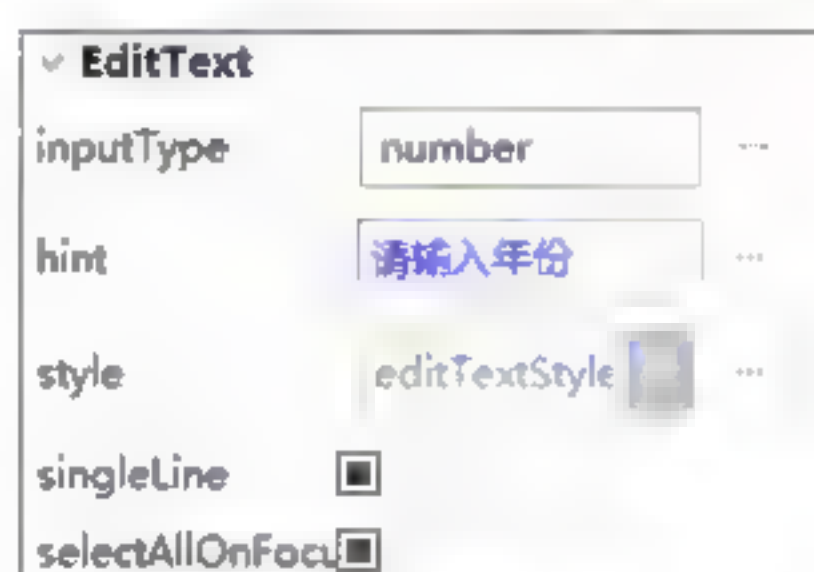 EditText
inputType number
hint 请输入年份
style editTextStyle
singleLine
selectAllOnFocu